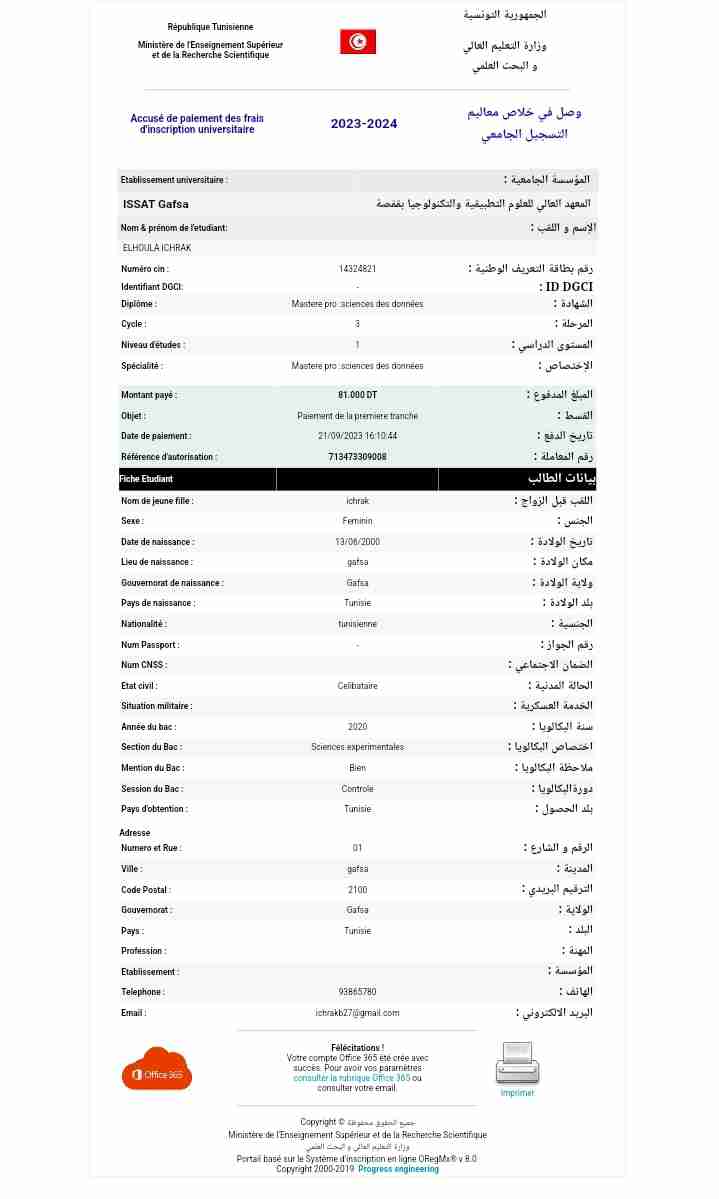 République Tunisienne
الجمهورية التونسية
Ministère de l'Enseignement Supérieur
et de la Recherche Scientifique
وزارة التعليم العالي
و البحث العلمي
Accusé de paiement des frais
d'inscription universitaire
2023-2024
وصل في خلاص معاليم
التسجيل الجامعي
Etablissement universitaire : المؤسسة الجامعية :
ISSAT Gafsa المعهد العالي للعلوم التطبيقية والتكنولوجيا بقفصة
Nom & prénom de l'etudiant: الإسم و اللقب :
ELHOULA ICHRAK
Numéro cin : 14324821 رقم بطاقة التعريف الوطنية :
Identifiant DGCI: - ID DGCI :
Diplôme : Mastere pro :sciences des données الشهادة :
Cycle : 3 المرحلة :
Niveau d'études : 1 المستوى الدراسي :
Spécialité : Mastere pro :sciences des données الإختصاص :
Montant payé : 81.000 DT المبلغ المدفوع :
Objet : Paiement de la premiere tranche القسط :
Date de paiement : 21/09/2023 16:10:44 تاريخ الدفع :
Référence d'autorisation : 713473309008 رقم المعاملة :
Fiche Etudiant بيانات الطالب
Nom de jeune fille : ichrak اللقب قبل الزواج :
Sexe : Feminin الجنس :
Date de naissance : 13/06/2000 تاريخ الولادة :
Lieu de naissance : gafsa مكان الولادة :
Gouvernorat de naissance : Gafsa ولاية الولادة :
Pays de naissance : Tunisie بلد الولادة :
Nationalité : tunisienne الجنسية :
Num Passport : - رقم الجواز :
Num CNSS : الضمان الاجتماعي :
Etat civil : Celibataire الحالة المدنية :
Situation militaire : الخدمة العسكرية :
Année du bac : 2020 سنة البكالويا :
Section du Bac : Sciences experimentales اختصاص البكالويا :
Mention du Bac : Bien ملاحظة البكالويا :
Session du Bac : Controle دورةالبكالويا :
Pays d'obtention : Tunisie بلد الحصول :
Adresse
Numero et Rue : 01 الرقم و الشارع :
Ville : gafsa المدينة :
Code Postal : 2100 الترقيم البريدي :
Gouvernorat : Gafsa الولاية :
Pays : Tunisie البلد :
Profession : المهنة :
Etablissement : المؤسسة :
Telephone : 93865780 الهاتف :
Email : ichrakb27@gmail.com البريد الالكتروني :
Office 365
Félécitations !
Votre compte Office 365 été crée avec
succès. Pour avoir vos paramètres
consulter la rubrique Office 365 ou
consulter votre email.
Imprimer
Copyright © جميع الحقوق محفوظة
Ministère de l'Enseignement Supérieur et de la Recherche Scientifique
وزارة التعليم العالي و البحث العلمي
Portail basé sur le Système d'inscription en ligne ORegMx® v 8.0
Copyright 2000-2019 Progress engineering